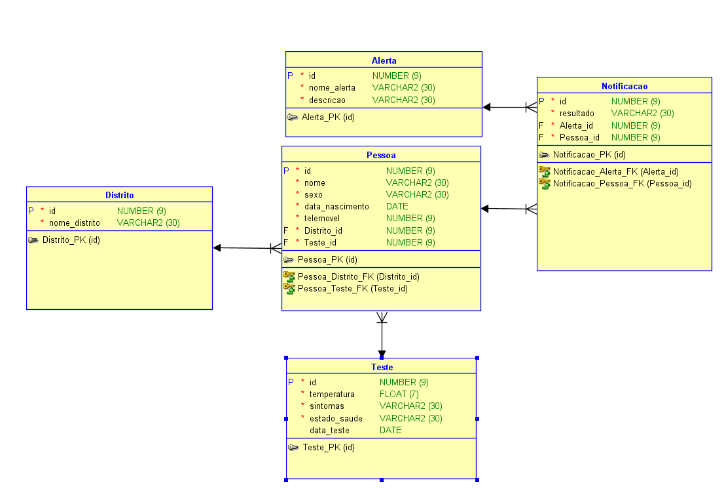 Alerta
P * id NUMBER (9)
* nome_alerta VARCHAR2 (30)
* descricao VARCHAR2 (30)
Alerta_PK (id)
Notificacao
P * id NUMBER (9)
* resultado VARCHAR2 (30)
F * Alerta_id NUMBER (9)
F * Pessoa_id NUMBER (9)
Notificacao_PK (id)
Notificacao_Alerta_FK (Alerta_id)
Notificacao_Pessoa_FK (Pessoa_id)
Pessoa
P * id NUMBER (9)
* nome VARCHAR2 (30)
* sexo VARCHAR2 (30)
* data_nascimento DATE
* telemovel NUMBER (9)
F * Distrito_id NUMBER (9)
F * Teste_id NUMBER (9)
Pessoa_PK (id)
Pessoa_Distrito_FK (Distrito_id)
Pessoa_Teste_FK (Teste_id)
Distrito
P * id NUMBER (9)
* nome_distrito VARCHAR2 (30)
Distrito_PK (id)
Teste
P * id NUMBER (9)
* temperatura FLOAT (7)
* sintomas VARCHAR2 (30)
* estado_saude VARCHAR2 (30)
data_teste DATE
Teste_PK (id)